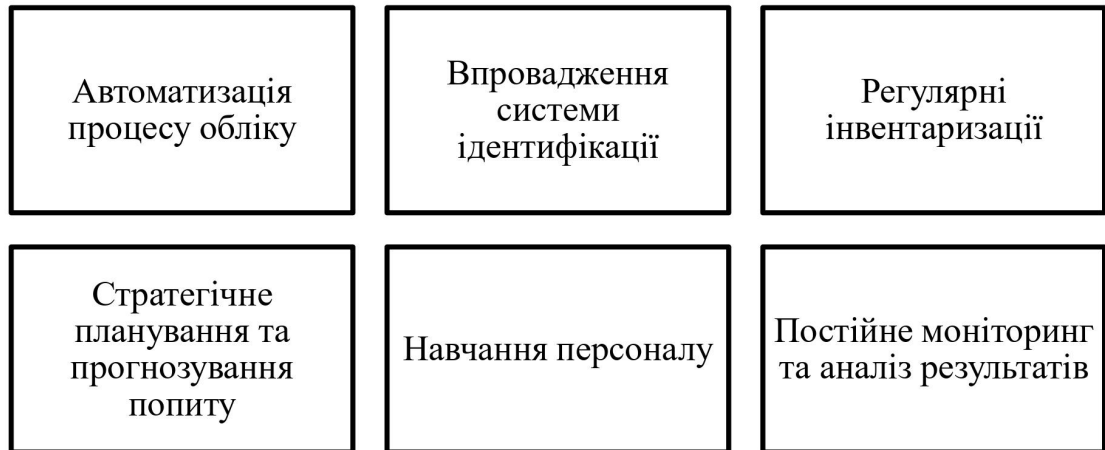 Автоматизація
процесу обліку
Впровадження
системи
ідентифікації
Регулярні
інвентаризації
Стратегічне
планування та
прогнозування
попиту
Навчання персоналу
Постійне моніторинг
та аналіз результатів